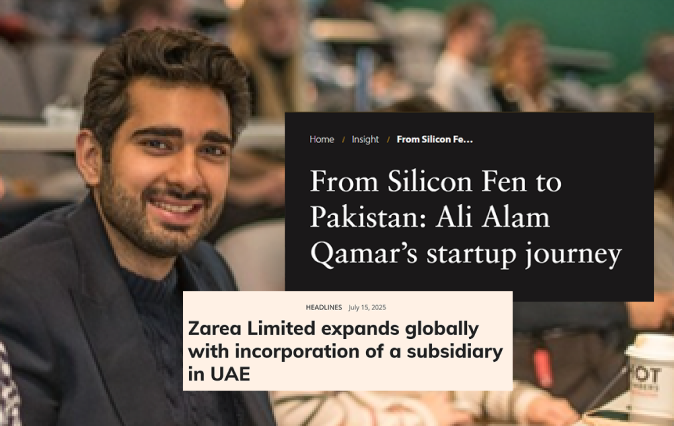 Home / Insight / From Silicon Fe...
From Silicon Fen to
Pakistan: Ali Alam
Qamar's startup journey
HEADLINES July 15, 2025
Zarea Limited expands globally
with incorporation of a subsidiary
in UAE
HOT